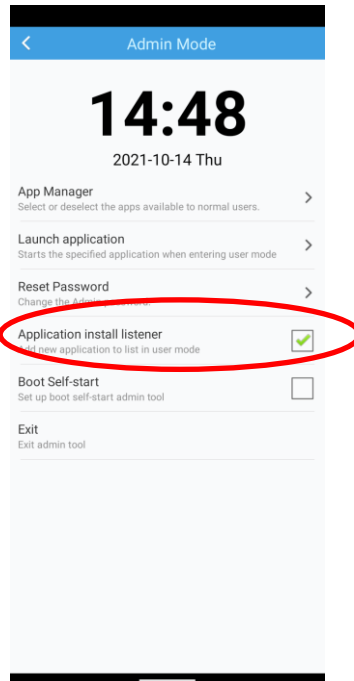 Admin Mode
14:48
2021-10-14 Thu
App Manager
Select or deselect the apps available to normal users.
Launch application
Starts the specified application when entering user mode
Reset Password
Change the Admin password.
Application install listener
Add new application to list in user mode
Boot Self-start
Set up boot self-start admin tool
Exit
Exit admin tool